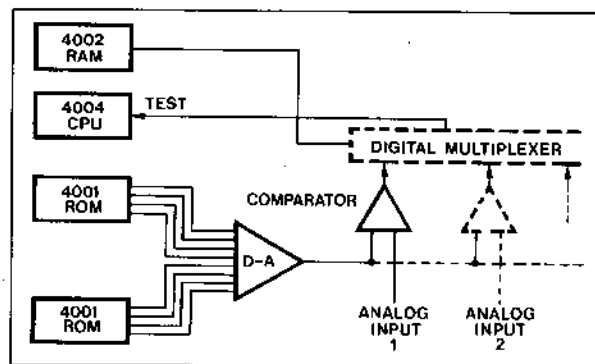 4002
RAM
4004
CPU
TEST
DIGITAL MULTIPLEXER
4001
ROM
COMPARATOR
D-A
4001
ROM
ANALOG
INPUT
1
ANALOG
INPUT
2